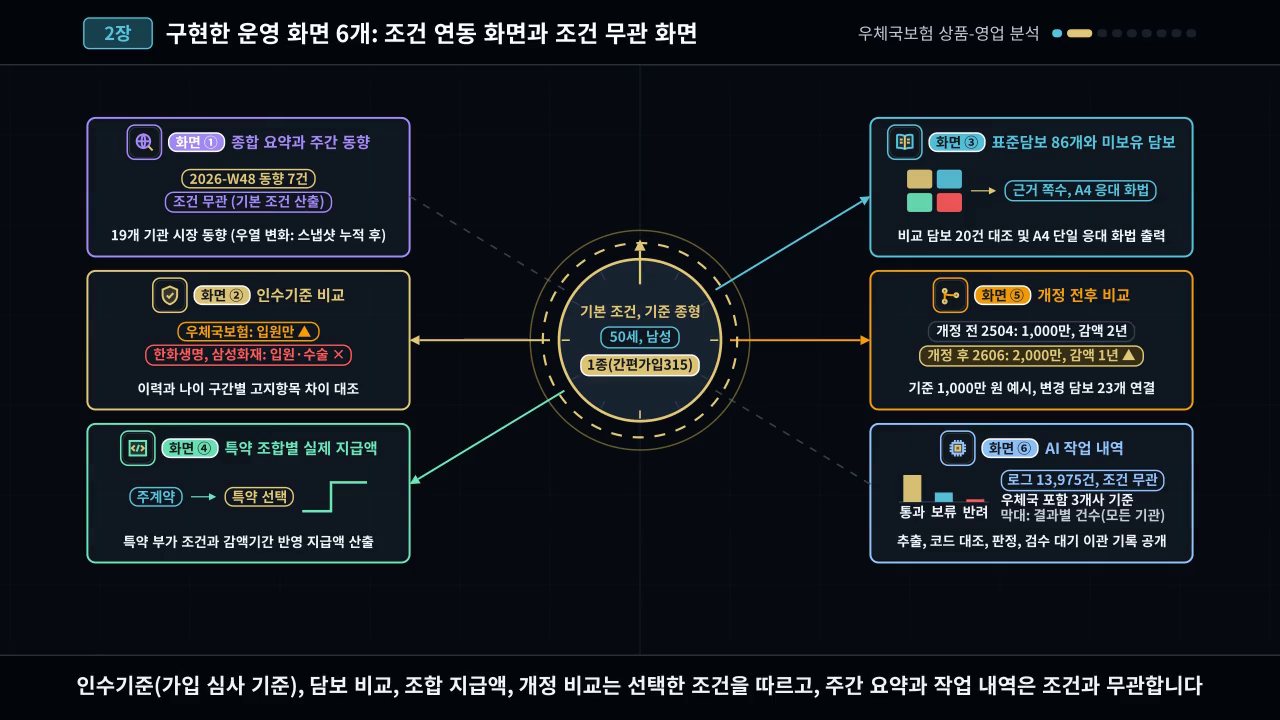 2장
구현한 운영 화면 6개: 조건 연동 화면과 조건 무관 화면
우체국보험 상품-영업 분석
화면 ① 종합 요약과 주간 동향
2026-W48 동향 7건
조건 무관 (기본 조건 산출)
19개 기관 시장 동향 (우열 변화: 스냅샷 누적 후)
화면 ② 인수기준 비교
우체국보험: 입원만 ▲
한화생명, 삼성화재: 입원·수술 ✕
이력과 나이 구간별 고지항목 차이 대조
화면 ④ 특약 조합별 실제 지급액
주계약
특약 선택
특약 부가 조건과 감액기간 반영 지급액 산출
기본 조건, 기준 종형
50세, 남성
1종(간편가입315)
화면 ③ 표준담보 86개와 미보유 담보
근거 쪽수, A4 응대 화법
비교 담보 20건 대조 및 A4 단일 응대 화법 출력
화면 ⑤ 개정 전후 비교
개정 전 2504: 1,000만, 감액 2년
개정 후 2606: 2,000만, 감액 1년 ▲
기준 1,000만 원 예시, 변경 담보 23개 연결
화면 ⑥ AI 작업 내역
로그 13,975건, 조건 무관
우체국 포함 3개사 기준
통과 보류 반려
막대: 결과별 건수(모든 기관)
추출, 코드 대조, 판정, 검수 대기 이관 기록 공개
인수기준(가입 심사 기준), 담보 비교, 조합 지급액, 개정 비교는 선택한 조건을 따르고, 주간 요약과 작업 내역은 조건과 무관합니다